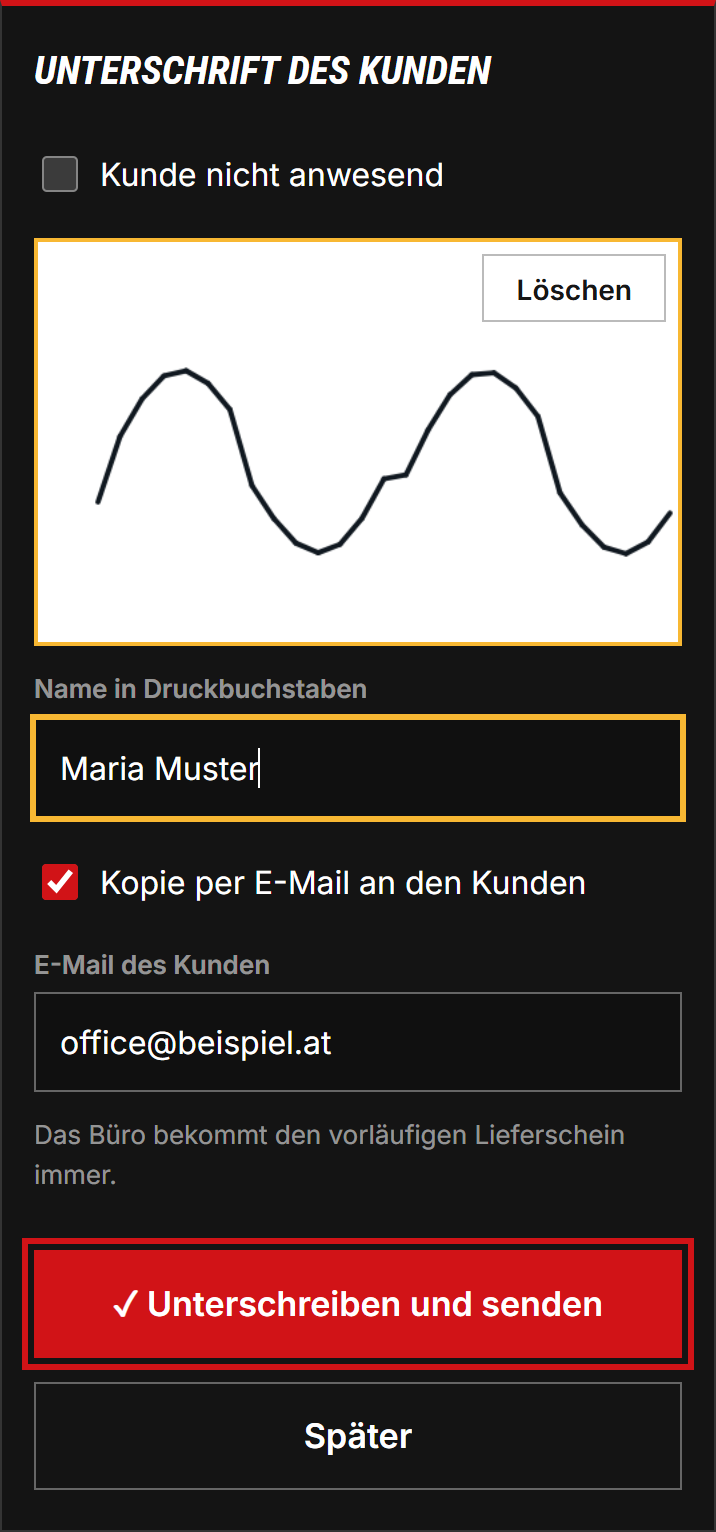 UNTERSCHRIFT DES KUNDEN
Kunde nicht anwesend
Löschen
Name in Druckbuchstaben
Maria Muster
Kopie per E-Mail an den Kunden
E-Mail des Kunden
office@beispiel.at
Das Büro bekommt den vorläufigen Lieferschein
immer.
✓ Unterschreiben und senden
Später